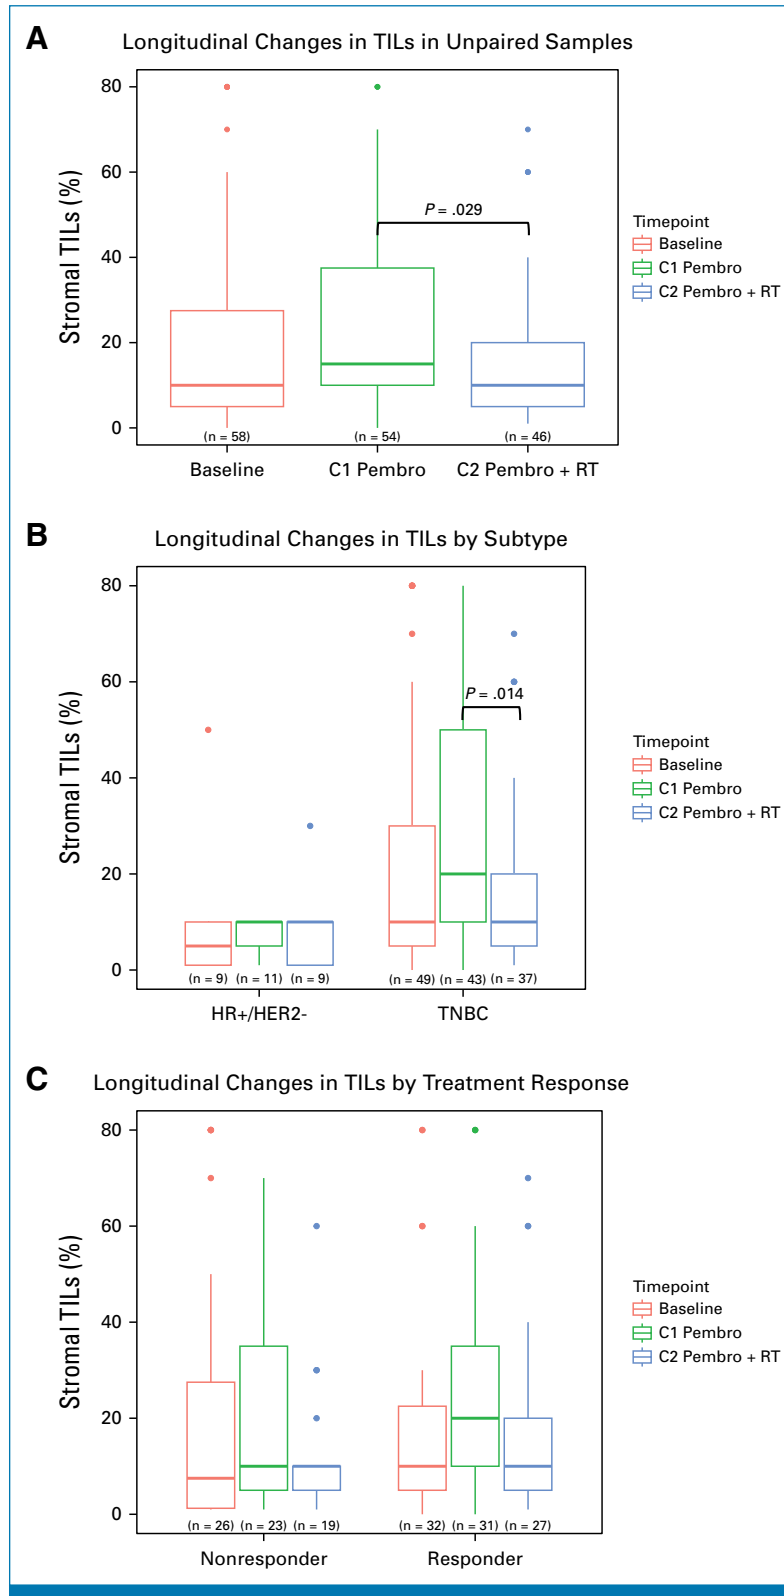 A
Longitudinal Changes in TILs in Unpaired Samples
Stromal TILs (%)
80
60
40
20
0
P = .029
(n = 58)
(n = 54)
(n = 46)
Baseline
C1 Pembro
C2 Pembro + RT
Timepoint
Baseline
C1 Pembro
C2 Pembro + RT
B
Longitudinal Changes in TILs by Subtype
Stromal TILs (%)
80
60
40
20
0
P = .014
(n = 9)
(n = 11)
(n = 9)
(n = 49)
(n = 43)
(n = 37)
HR+/HER2-
TNBC
Timepoint
Baseline
C1 Pembro
C2 Pembro + RT
C
Longitudinal Changes in TILs by Treatment Response
Stromal TILs (%)
80
60
40
20
0
(n = 26)
(n = 23)
(n = 19)
(n = 32)
(n = 31)
(n = 27)
Nonresponder
Responder
Timepoint
Baseline
C1 Pembro
C2 Pembro + RT